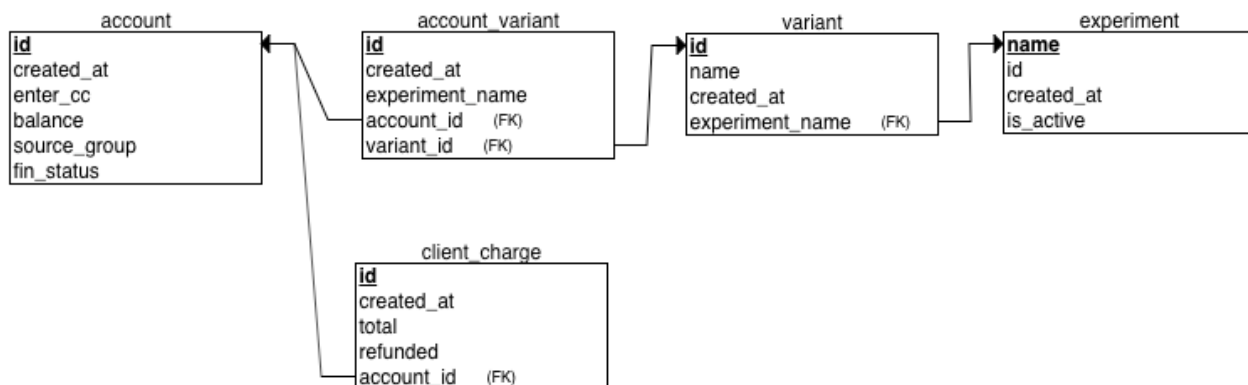 account
id
created_at
enter_cc
balance
source_group
fin_status
account_variant
id
created_at
experiment_name
account_id (FK)
variant_id (FK)
variant
id
name
created_at
experiment_name (FK)
experiment
name
id
created_at
is_active
client_charge
id
created_at
total
refunded
account_id (FK)